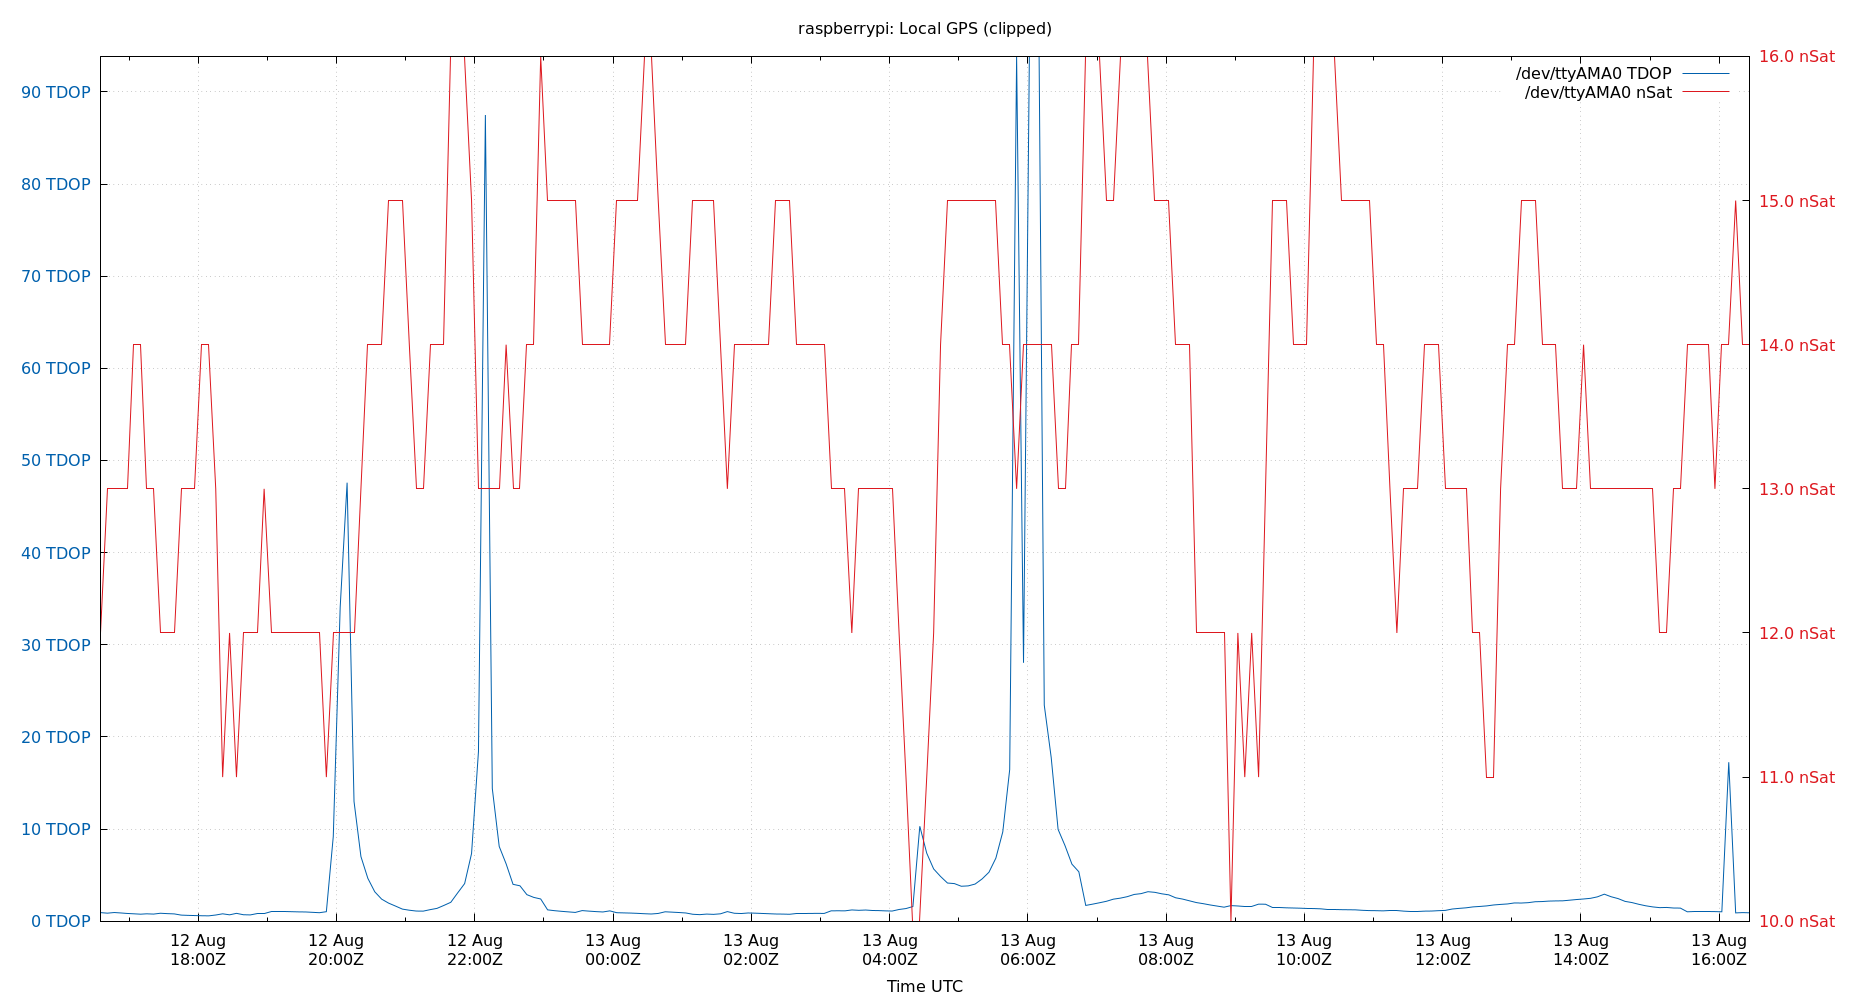 raspberrypi: Local GPS (clipped)
/dev/ttyAMA0 TDOP
/dev/ttyAMA0 nSat
90 TDOP
80 TDOP
70 TDOP
60 TDOP
50 TDOP
40 TDOP
30 TDOP
20 TDOP
10 TDOP
0 TDOP
16.0 nSat
15.0 nSat
14.0 nSat
13.0 nSat
12.0 nSat
11.0 nSat
10.0 nSat
12 Aug
18:00Z
12 Aug
20:00Z
12 Aug
22:00Z
13 Aug
00:00Z
13 Aug
02:00Z
13 Aug
04:00Z
13 Aug
06:00Z
13 Aug
08:00Z
13 Aug
10:00Z
13 Aug
12:00Z
13 Aug
14:00Z
13 Aug
16:00Z
Time UTC